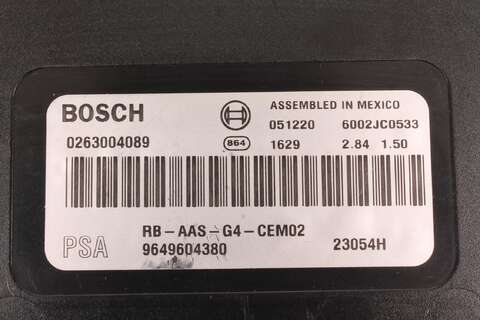 BOSCH ASSEMBLED IN MEXICO
051220 6002JC0533
0263004089 864 1629 2.84 1.50
RB-AAS-G4-CEM02
PSA 9649604380 23054H